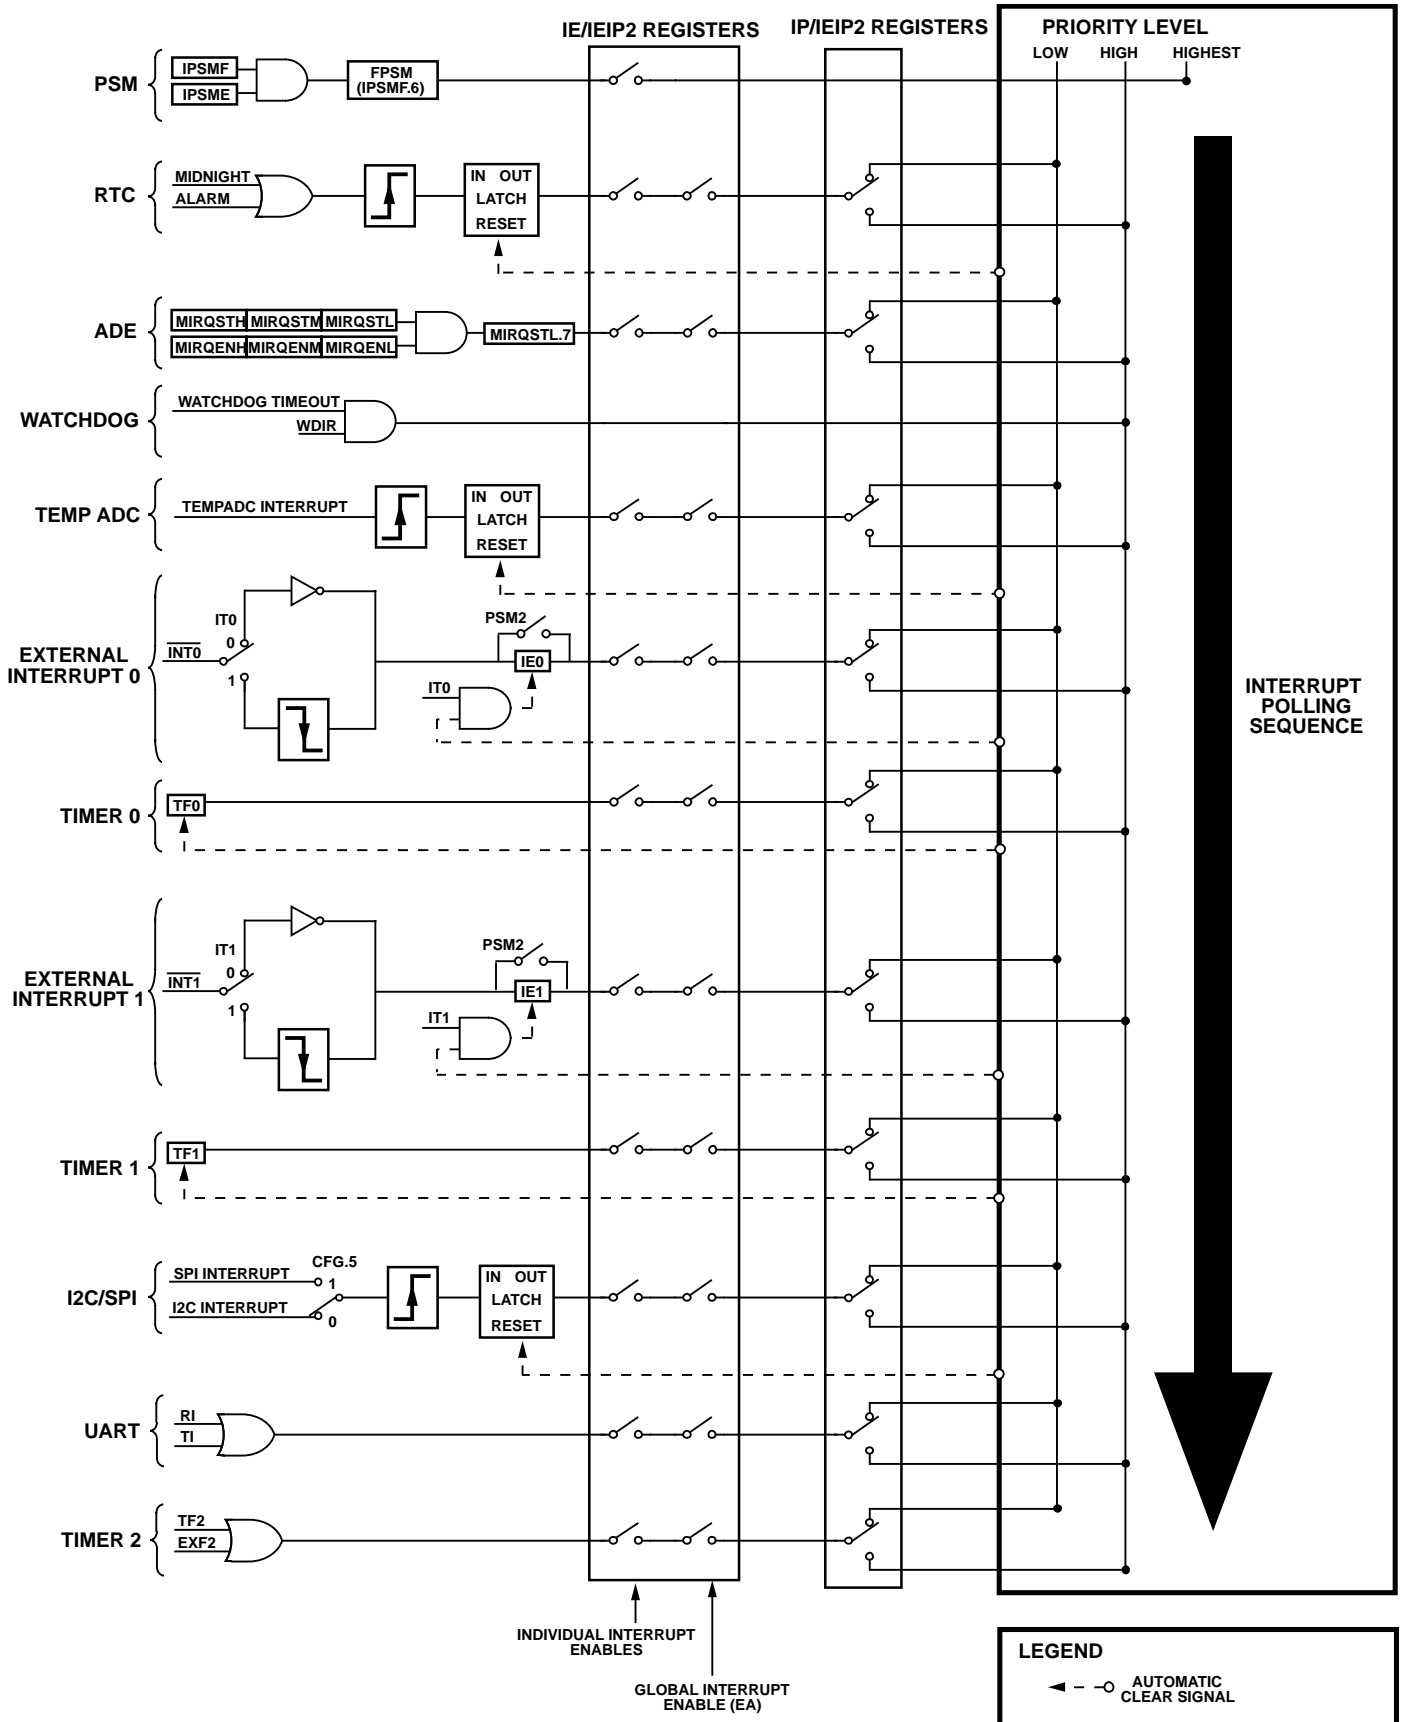 IE/IEIP2 REGISTERS
IP/IEIP2 REGISTERS
PRIORITY LEVEL
LOW
HIGH
HIGHEST
PSM
IPSMF
IPSME
FPSM
(IPSMF.6)
RTC
MIDNIGHT
ALARM
IN OUT
LATCH
RESET
ADE
MIRQSTH
MIRQSTM
MIRQSTL
MIRQENH
MIRQENM
MIRQENL
MIRQSTL.7
WATCHDOG
WATCHDOG TIMEOUT
WDIR
TEMP ADC
TEMPADC INTERRUPT
IN OUT
LATCH
RESET
EXTERNAL
INTERRUPT 0
INT0
IT0
0
1
PSM2
IE0
IT0
INTERRUPT
POLLING
SEQUENCE
TIMER 0
TF0
EXTERNAL
INTERRUPT 1
INT1
IT1
0
1
PSM2
IE1
IT1
TIMER 1
TF1
I2C/SPI
SPI INTERRUPT
I2C INTERRUPT
CFG.5
1
0
IN OUT
LATCH
RESET
UART
RI
TI
TIMER 2
TF2
EXF2
INDIVIDUAL INTERRUPT
ENABLES
GLOBAL INTERRUPT
ENABLE (EA)
LEGEND
AUTOMATIC
CLEAR SIGNAL